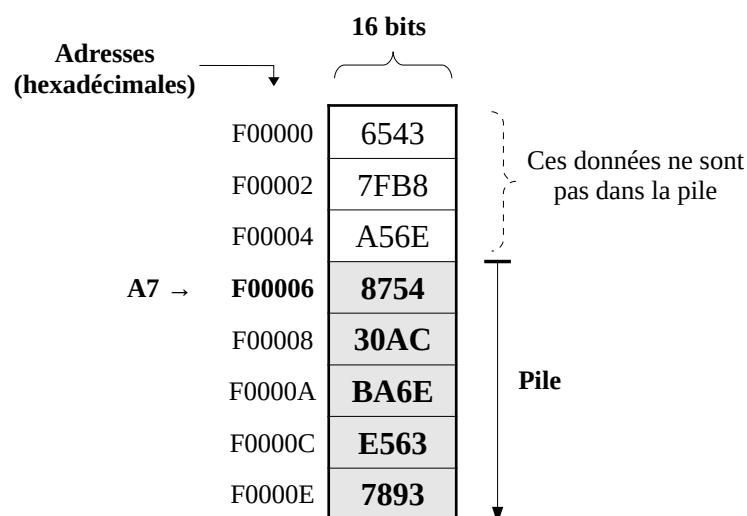 16 bits
Adresses
(hexadécimales)
F00000 6543
F00002 7FB8
F00004 A56E
Ces données ne sont
pas dans la pile
A7 → F00006 8754
F00008 30AC
F0000A BA6E
Pile
F0000C E563
F0000E 7893